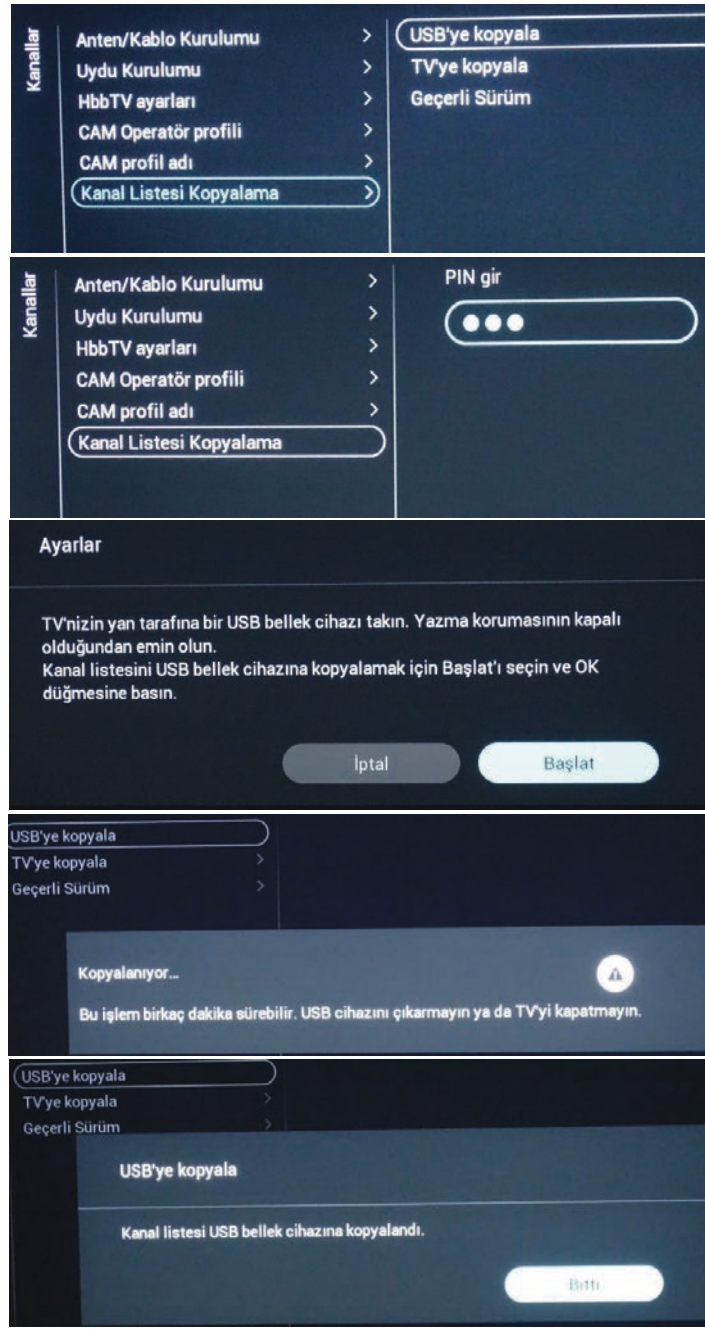 Kanallar
Anten/Kablo Kurulumu >
Uydu Kurulumu >
HbbTV ayarları >
CAM Operatör profili >
CAM profil adı >
Kanal Listesi Kopyalama >
USB'ye kopyala
TV'ye kopyala
Geçerli Sürüm
Kanallar
Anten/Kablo Kurulumu >
Uydu Kurulumu >
HbbTV ayarları >
CAM Operatör profili >
CAM profil adı >
Kanal Listesi Kopyalama
PIN gir
Ayarlar
TV'nizin yan tarafına bir USB bellek cihazı takın. Yazma korumasının kapalı
olduğundan emin olun.
Kanal listesini USB bellek cihazına kopyalamak için Başlat'ı seçin ve OK
düğmesine basın.
İptal
Başlat
USB'ye kopyala
TV'ye kopyala >
Geçerli Sürüm >
Kopyalanıyor...
Bu işlem birkaç dakika sürebilir. USB cihazını çıkarmayın ya da TV'yi kapatmayın.
USB'ye kopyala
TV'ye kopyala >
Geçerli Sürüm >
USB'ye kopyala
Kanal listesi USB bellek cihazına kopyalandı.
Bitti